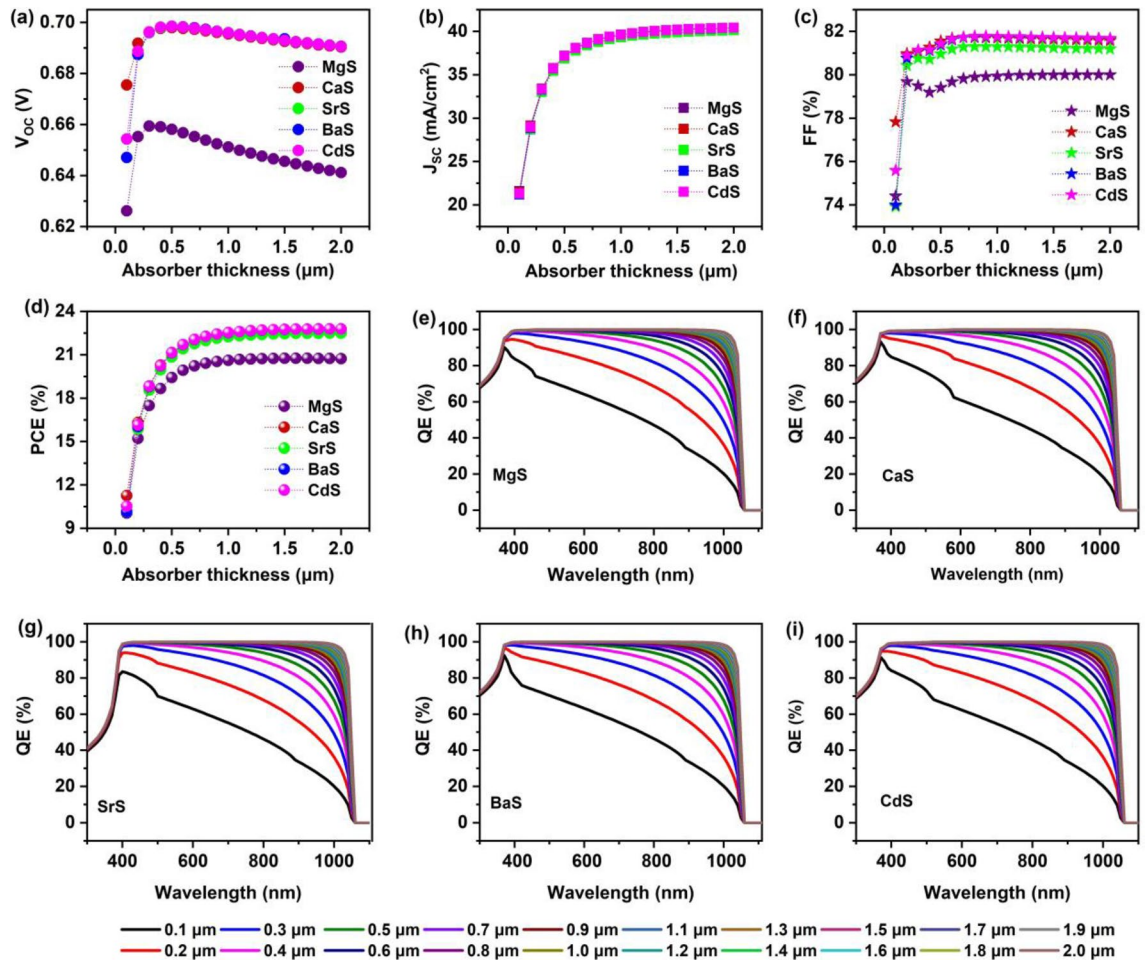 (a)
0.70
0.68
0.66
0.64
0.62
V_OC (V)
MgS
CaS
SrS
BaS
CdS
0.0 0.5 1.0 1.5 2.0
Absorber thickness (µm)
(b)
40
35
30
25
20
J_SC (mA/cm²)
MgS
CaS
SrS
BaS
CdS
0.0 0.5 1.0 1.5 2.0
Absorber thickness (µm)
(c)
82
80
78
76
74
FF (%)
MgS
CaS
SrS
BaS
CdS
0.0 0.5 1.0 1.5 2.0
Absorber thickness (µm)
(d)
24
21
18
15
12
9
PCE (%)
MgS
CaS
SrS
BaS
CdS
0.0 0.5 1.0 1.5 2.0
Absorber thickness (µm)
(e)
100
80
60
40
20
0
QE (%)
MgS
400 600 800 1000
Wavelength (nm)
(f)
100
80
60
40
20
0
QE (%)
CaS
400 600 800 1000
Wavelength (nm)
(g)
100
80
60
40
20
0
QE (%)
SrS
400 600 800 1000
Wavelength (nm)
(h)
100
80
60
40
20
0
QE (%)
BaS
400 600 800 1000
Wavelength (nm)
(i)
100
80
60
40
20
0
QE (%)
CdS
400 600 800 1000
Wavelength (nm)
0.1 µm 0.3 µm 0.5 µm 0.7 µm 0.9 µm 1.1 µm 1.3 µm 1.5 µm 1.7 µm 1.9 µm
0.2 µm 0.4 µm 0.6 µm 0.8 µm 1.0 µm 1.2 µm 1.4 µm 1.6 µm 1.8 µm 2.0 µm